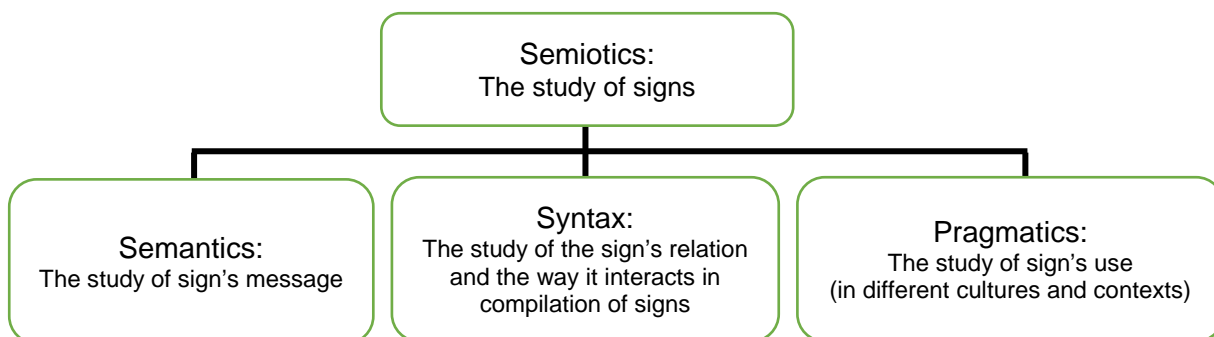 Semiotics:
The study of signs
Semantics:
The study of sign's message
Syntax:
The study of the sign's relation
and the way it interacts in
compilation of signs
Pragmatics:
The study of sign's use
(in different cultures and contexts)